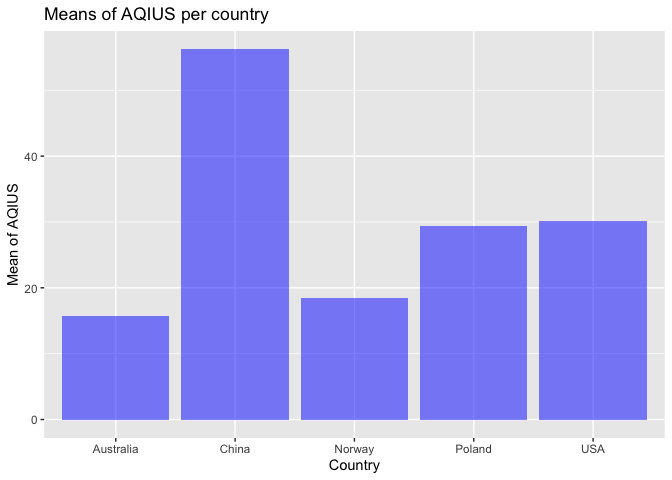 Means of AQIUS per country
Mean of AQIUS
40
20
0
Australia China Norway Poland USA
Country